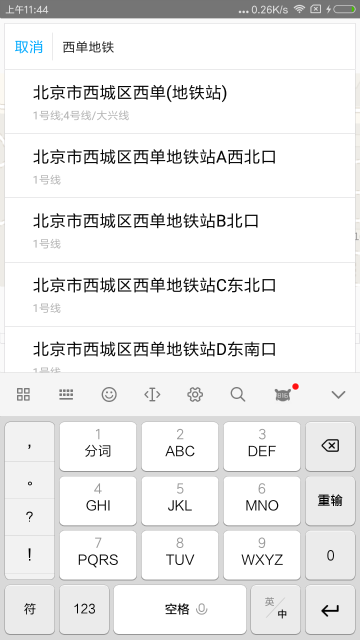 上午11:44
0.26K/s
取消
西单地铁
北京市西城区西单(地铁站)
1号线;4号线/大兴线
北京市西城区西单地铁站A西北口
1号线
北京市西城区西单地铁站B北口
1号线
北京市西城区西单地铁站C东北口
1号线
北京市西城区西单地铁站D东南口
1号线
，
。
?
!
1
分词
2
ABC
3
DEF
4
GHI
5
JKL
6
MNO
重输
7
PQRS
8
TUV
9
WXYZ
0
符
123
空格
英/中